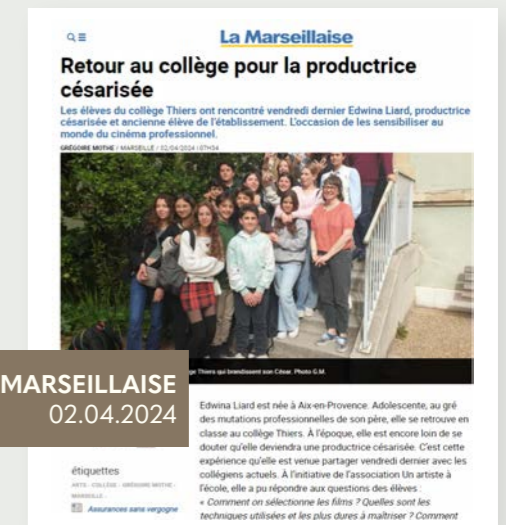 La Marseillaise
Retour au collège pour la productrice
césarisée
Les élèves du collège Thiers ont rencontré vendredi dernier Edwina Liard, productrice
césarisée et ancienne élève de l'établissement. L'occasion de les sensibiliser au
monde du cinéma professionnel.
GRÉGOIRE MOTHE / MARSEILLE / 02/04/2024 | 07H34
ège Thiers qui brandissent son César. Photo G.M.
MARSEILLAISE
02.04.2024
Edwina Liard est née à Aix-en-Provence. Adolescente, au gré
des mutations professionnelles de son père, elle se retrouve en
classe au collège Thiers. À l'époque, elle est encore loin de se
douter qu'elle deviendra une productrice césarisée. C'est cette
expérience qu'elle est venue partager vendredi dernier avec les
collégiens actuels. À l'initiative de l'association Un artiste à
l'école, elle a pu répondre aux questions des élèves :
« Comment on sélectionne les films ? Quelles sont les
techniques utilisées et les plus dures à maîtriser ? Comment
étiquettes
ARTS - COLLÈGE - GRÉGOIRE MOTHE -
MARSEILLE -
Assurances sans vergogne